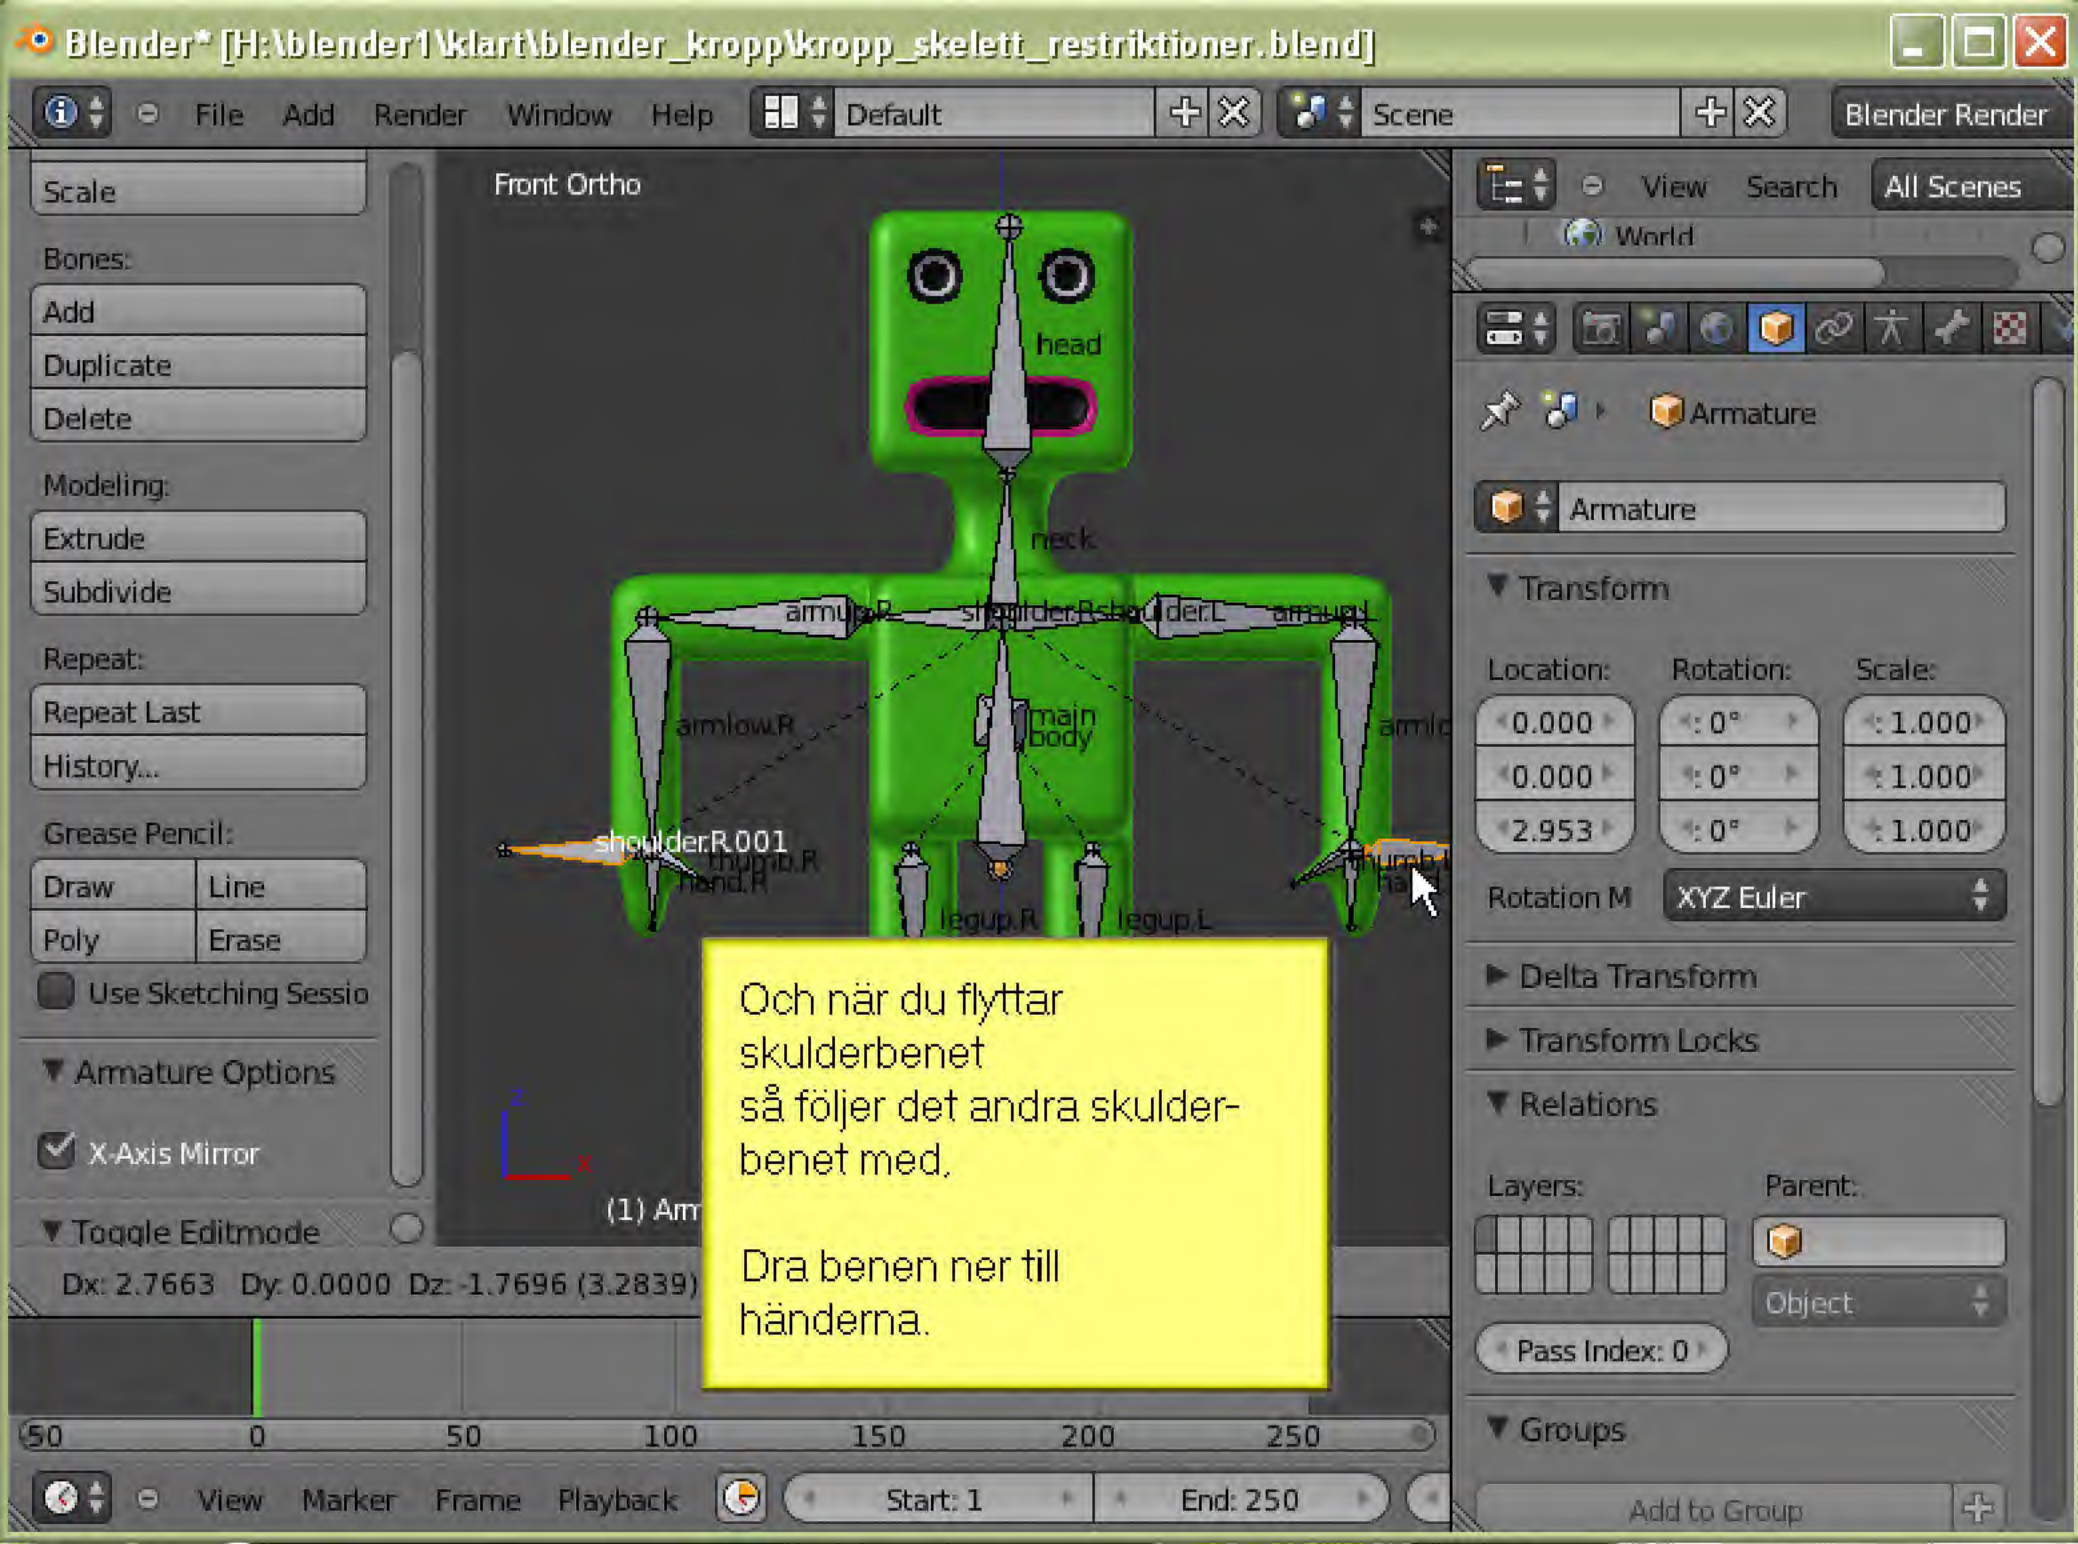 Blender* [H:\blender1\klart\blender_kropp\kropp_skelett_restriktioner.blend]
File Add Render Window Help Default Scene Blender Render
Scale
Bones:
Add
Duplicate
Delete
Modeling:
Extrude
Subdivide
Repeat:
Repeat Last
History...
Grease Pencil:
Draw Line
Poly Erase
Use Sketching Sessio
Armature Options
X-Axis Mirror
Toggle Editmode
Front Ortho
head
neck
armup.R shoulder.R shoulder.L armup.L
main
body
armlow.R
shoulder.R.001
thumb.R
hand.R
legup.R legup.L
z
x
(1) Arm
Dx: 2.7663 Dy: 0.0000 Dz: -1.7696 (3.2839)
Och när du flyttar
skulderbenet
så följer det andra skulder-
benet med.
Dra benen ner till
händerna.
-50 0 50 100 150 200 250
View Marker Frame Playback Start: 1 End: 250
View Search All Scenes
World
Armature
Armature
Transform
Location: Rotation: Scale:
0.000 : 0° : 1.000
0.000 : 0° : 1.000
2.953 : 0° : 1.000
Rotation M XYZ Euler
Delta Transform
Transform Locks
Relations
Layers: Parent:
Object
Pass Index: 0
Groups
Add to Group